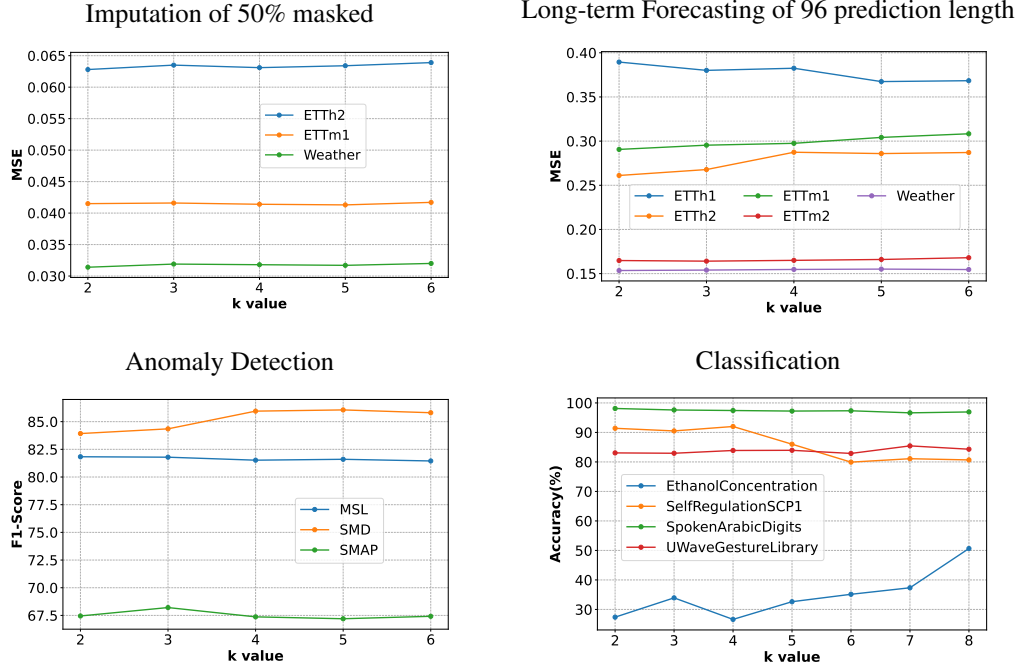 Imputation of 50% masked
0.065
0.060
0.055
0.050
0.045
0.040
0.035
0.030
MSE
ETTh2
ETTm1
Weather
2 3 4 5 6
k value
Long-term Forecasting of 96 prediction length
0.40
0.35
0.30
0.25
0.20
0.15
MSE
ETTh1 ETTm1 Weather
ETTh2 ETTm2
2 3 4 5 6
k value
Anomaly Detection
85.0
82.5
80.0
77.5
75.0
72.5
70.0
67.5
F1-Score
MSL
SMD
SMAP
2 3 4 5 6
k value
Classification
100
90
80
70
60
50
40
30
Accuracy(%)
EthanolConcentration
SelfRegulationSCP1
SpokenArabicDigits
UWaveGestureLibrary
2 3 4 5 6 7 8
k value